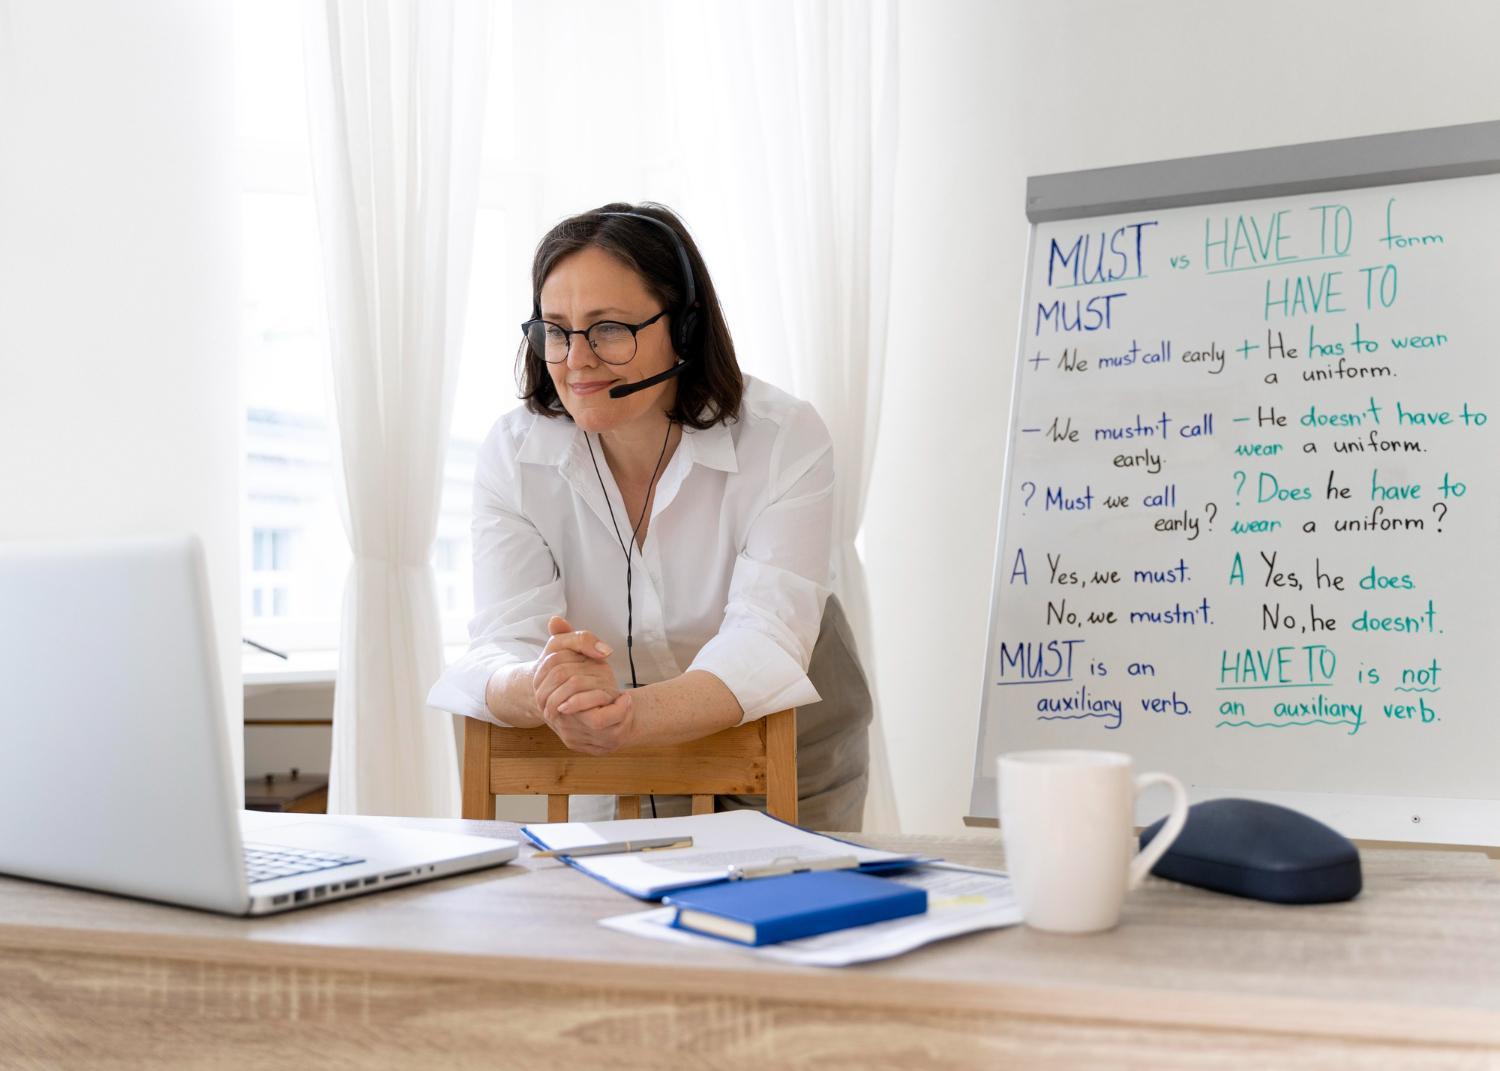 MUST vs HAVE TO form
MUST
+ We must call early
- We mustn't call
early.
? Must we call
early?
A Yes, we must.
No, we mustn't.
MUST is an
auxiliary verb.
HAVE TO
+ He has to wear
a uniform.
- He doesn't have to
wear a uniform.
? Does he have to
wear a uniform?
A Yes, he does.
No, he doesn't.
HAVE TO is not
an auxiliary verb.